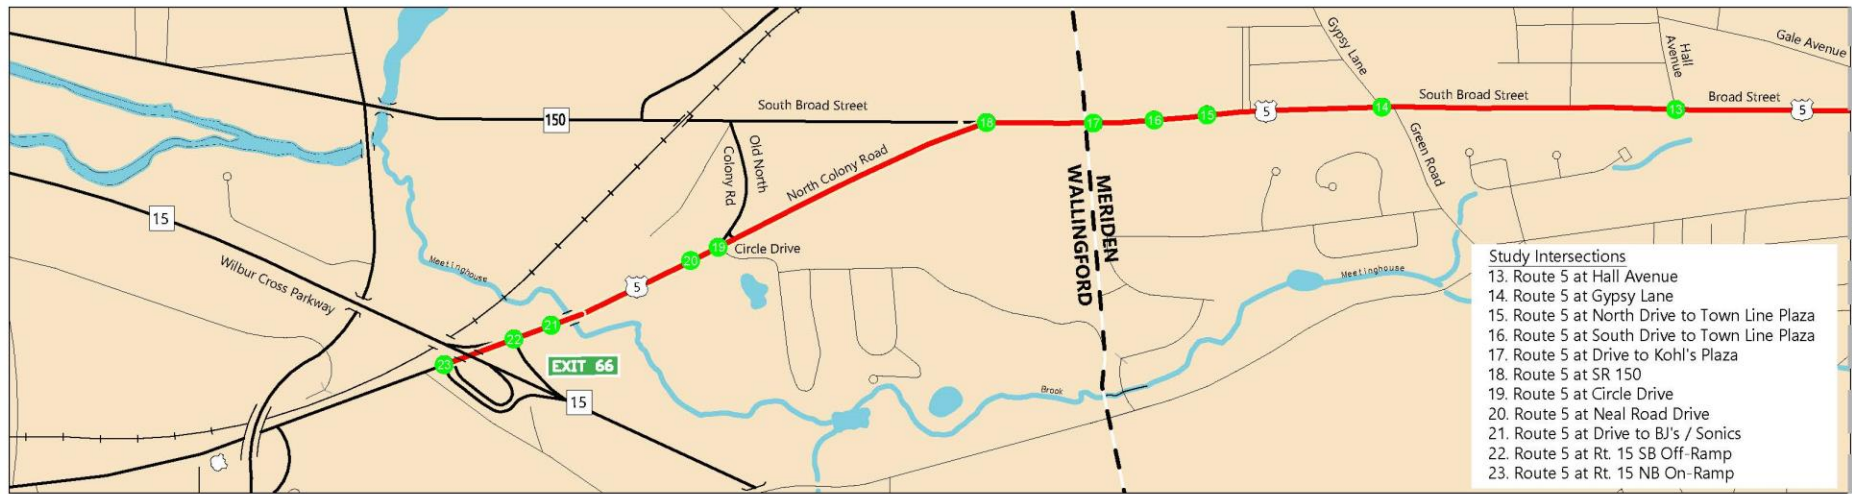 Gypsy Lane
Hall
Avenue
Gale Avenue
South Broad Street
South Broad Street
Broad Street
150
18
17
16
15
5
14
13
5
Old North
Colony Rd
North Colony Road
Green Road
MERIDEN
WALLINGFORD
15
Wilbur Cross Parkway
Meetinghouse
20
19
Circle Drive
5
Meetinghouse
23
22
21
EXIT 66
15
Brook
Study Intersections
13. Route 5 at Hall Avenue
14. Route 5 at Gypsy Lane
15. Route 5 at North Drive to Town Line Plaza
16. Route 5 at South Drive to Town Line Plaza
17. Route 5 at Drive to Kohl's Plaza
18. Route 5 at SR 150
19. Route 5 at Circle Drive
20. Route 5 at Neal Road Drive
21. Route 5 at Drive to BJ's / Sonics
22. Route 5 at Rt. 15 SB Off-Ramp
23. Route 5 at Rt. 15 NB On-Ramp